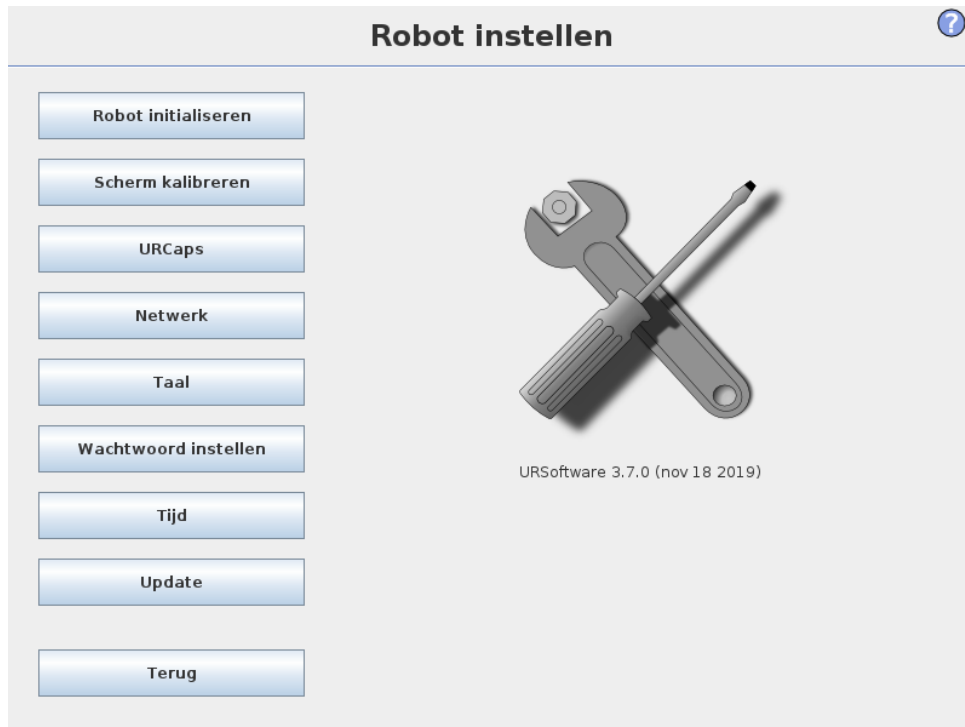 Robot instellen
?
Robot initialiseren
Scherm kalibreren
URCaps
Netwerk
Taal
Wachtwoord instellen
Tijd
Update
Terug
URSoftware 3.7.0 (nov 18 2019)